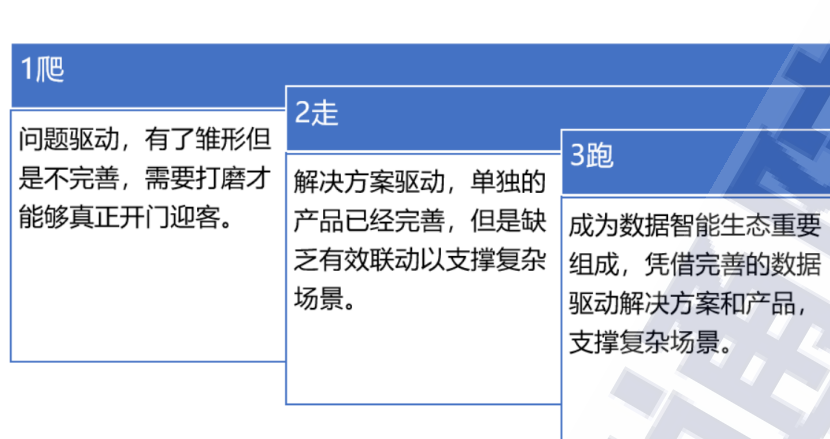 1爬
问题驱动，有了雏形但
是不完善，需要打磨才
能够真正开门迎客。
2走
解决方案驱动，单独的
产品已经完善，但是缺
乏有效联动以支撑复杂
场景。
3跑
成为数据智能生态重要
组成，凭借完善的数据
驱动解决方案和产品，
支撑复杂场景。